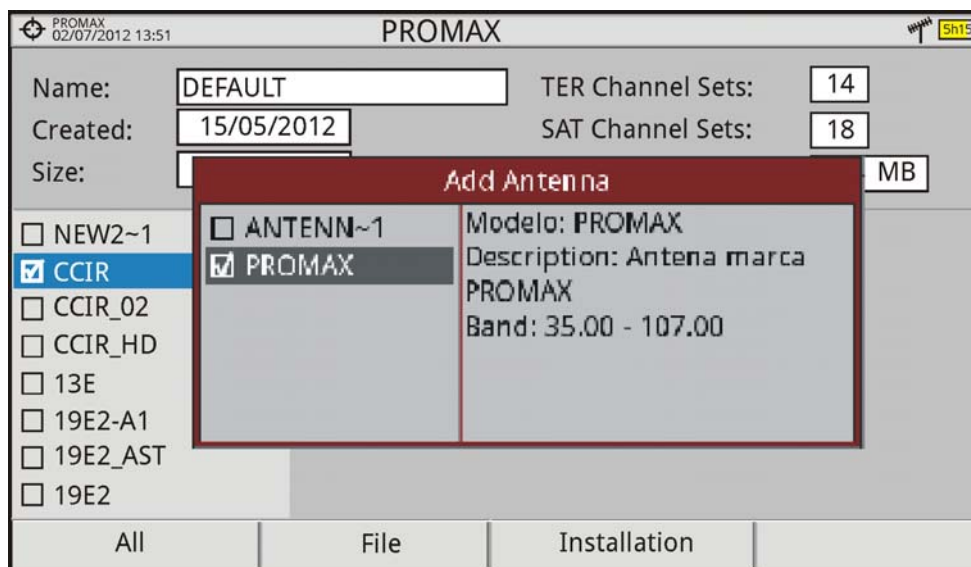 PROMAX
02/07/2012 13:51
PROMAX
5h15
Name: DEFAULT
TER Channel Sets: 14
Created: 15/05/2012
SAT Channel Sets: 18
Size:
MB
Add Antenna
NEW2~1
CCIR
CCIR_02
CCIR_HD
13E
19E2-A1
19E2_AST
19E2
ANTENN~1
PROMAX
Modelo: PROMAX
Description: Antena marca
PROMAX
Band: 35.00 - 107.00
All
File
Installation